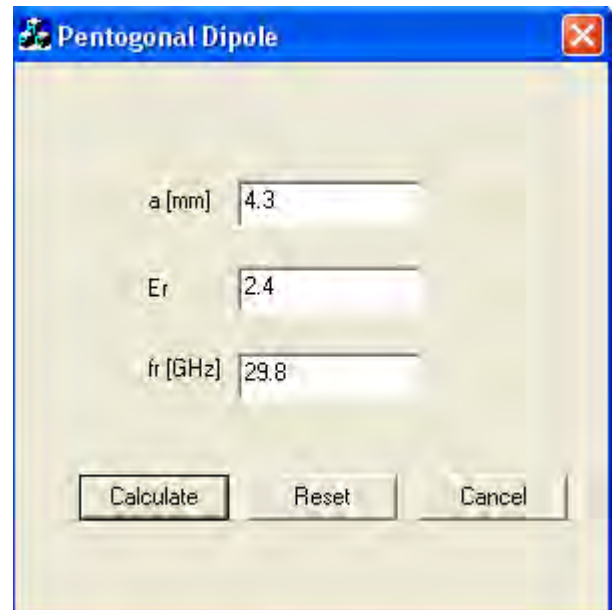 Pentogonal Dipole
a [mm] 4.3
Er 2.4
fr [GHz] 29.8
Calculate Reset Cancel